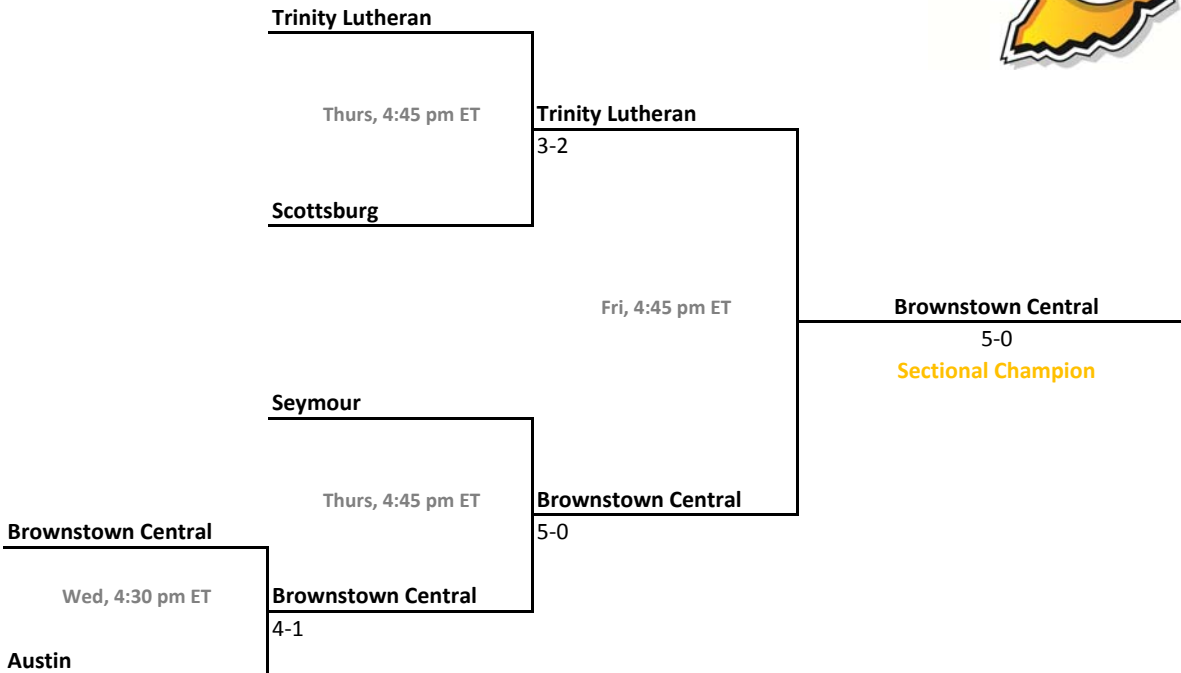 Trinity Lutheran
Thurs, 4:45 pm ET
Trinity Lutheran
3-2
Scottsburg
Fri, 4:45 pm ET
Brownstown Central
5-0
Sectional Champion
Seymour
Thurs, 4:45 pm ET
Brownstown Central
5-0
Brownstown Central
Wed, 4:30 pm ET
Brownstown Central
4-1
Austin